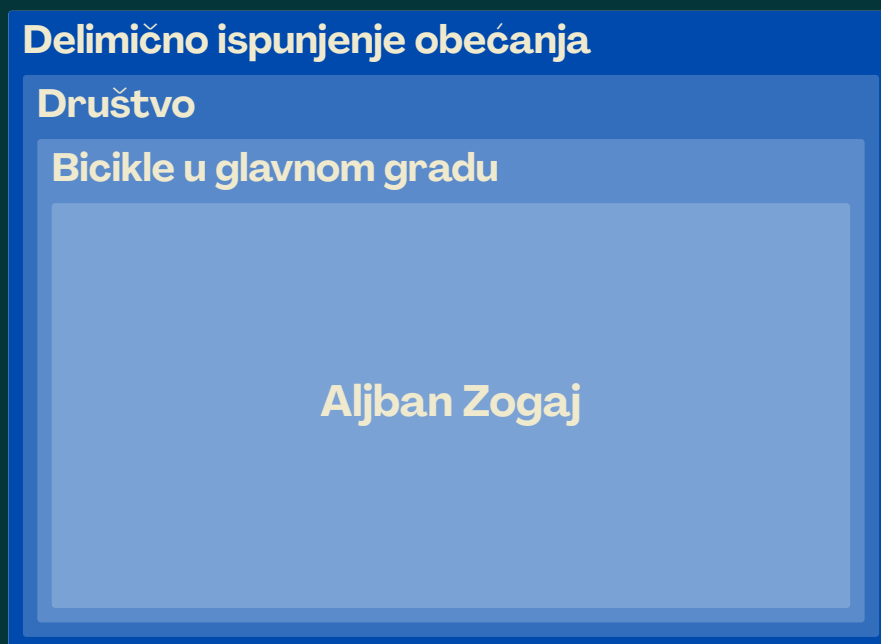 Delimično ispunjenje obećanja
Društvo
Bicikle u glavnom gradu
Aljban Zogaj